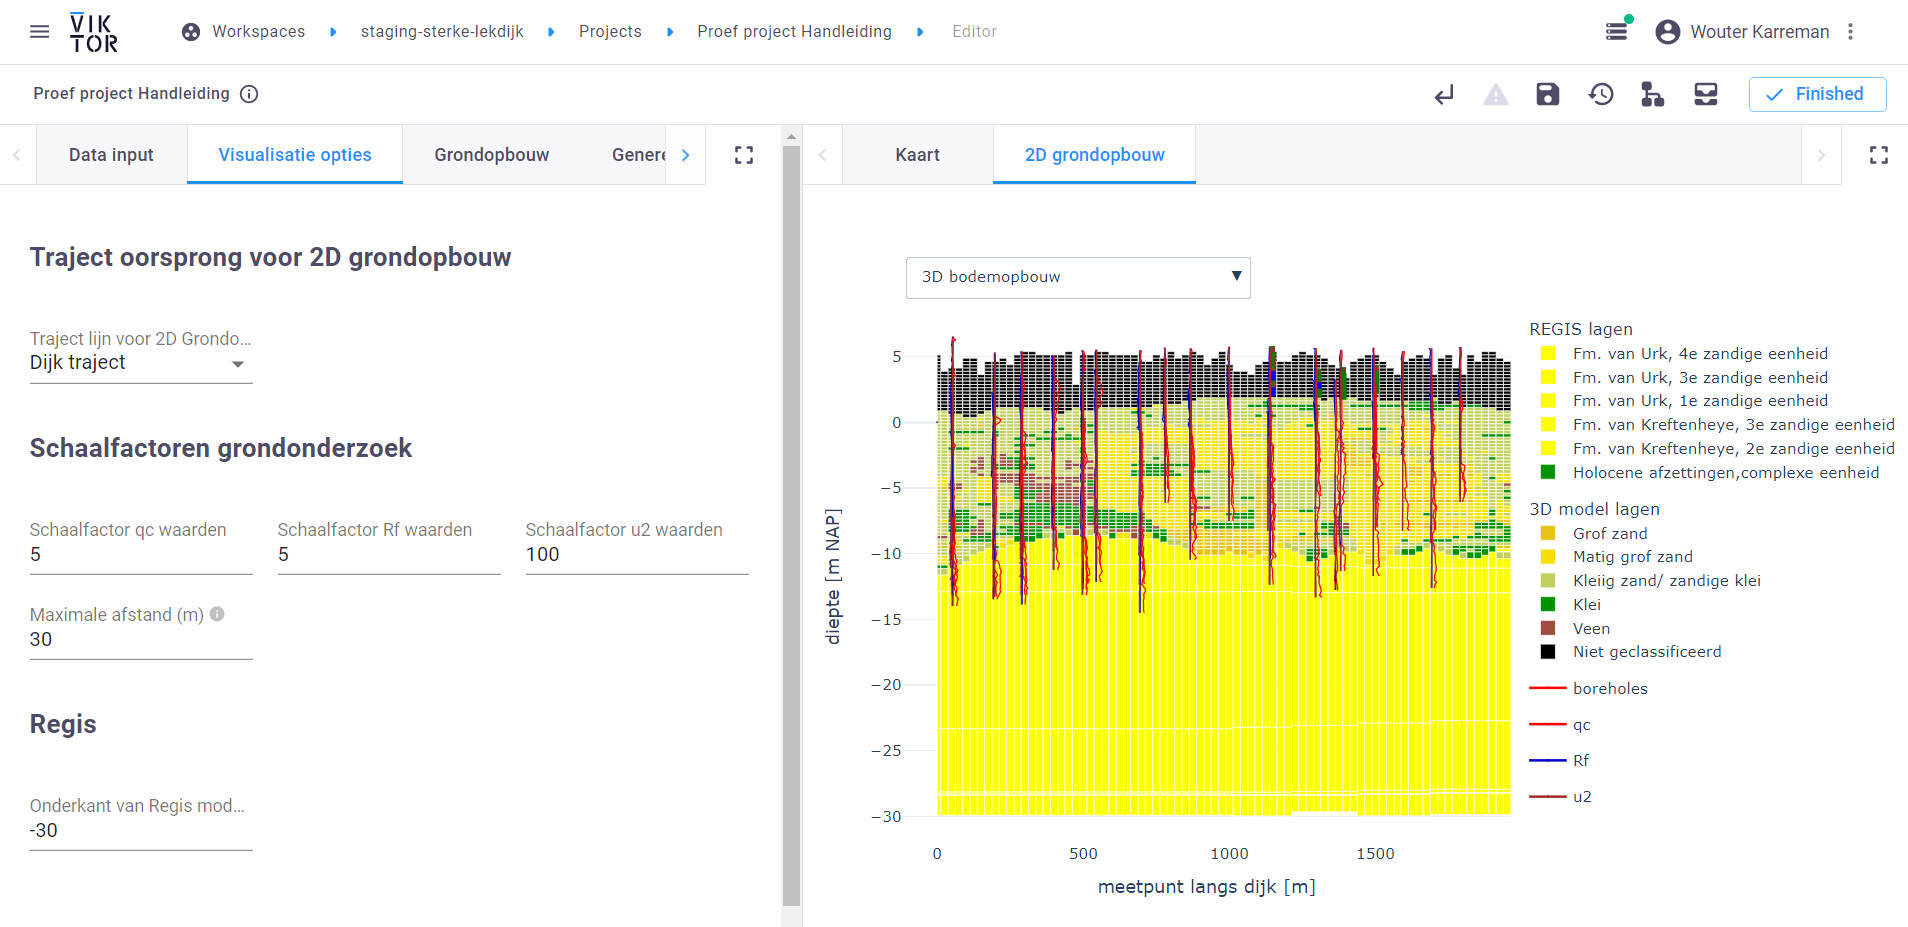 VIKTOR
Workspaces staging-sterke-lekdijk Projects Proef project Handleiding Editor
Wouter Karreman
Proef project Handleiding
Finished
Data input Visualisatie opties Grondopbouw Genere
Kaart 2D grondopbouw
Traject oorsprong voor 2D grondopbouw
Traject lijn voor 2D Grondo...
Dijk traject
Schaalfactoren grondonderzoek
Schaalfactor qc waarden Schaalfactor Rf waarden Schaalfactor u2 waarden
5 5 100
Maximale afstand (m)
30
Regis
Onderkant van Regis mod...
-30
3D bodemopbouw
5
0
−5
−10
−15
−20
−25
−30
diepte [m NAP]
0 500 1000 1500
meetpunt langs dijk [m]
REGIS lagen
Fm. van Urk, 4e zandige eenheid
Fm. van Urk, 3e zandige eenheid
Fm. van Urk, 1e zandige eenheid
Fm. van Kreftenheye, 3e zandige eenheid
Fm. van Kreftenheye, 2e zandige eenheid
Holocene afzettingen,complexe eenheid
3D model lagen
Grof zand
Matig grof zand
Kleiig zand/ zandige klei
Klei
Veen
Niet geclassificeerd
boreholes
qc
Rf
u2